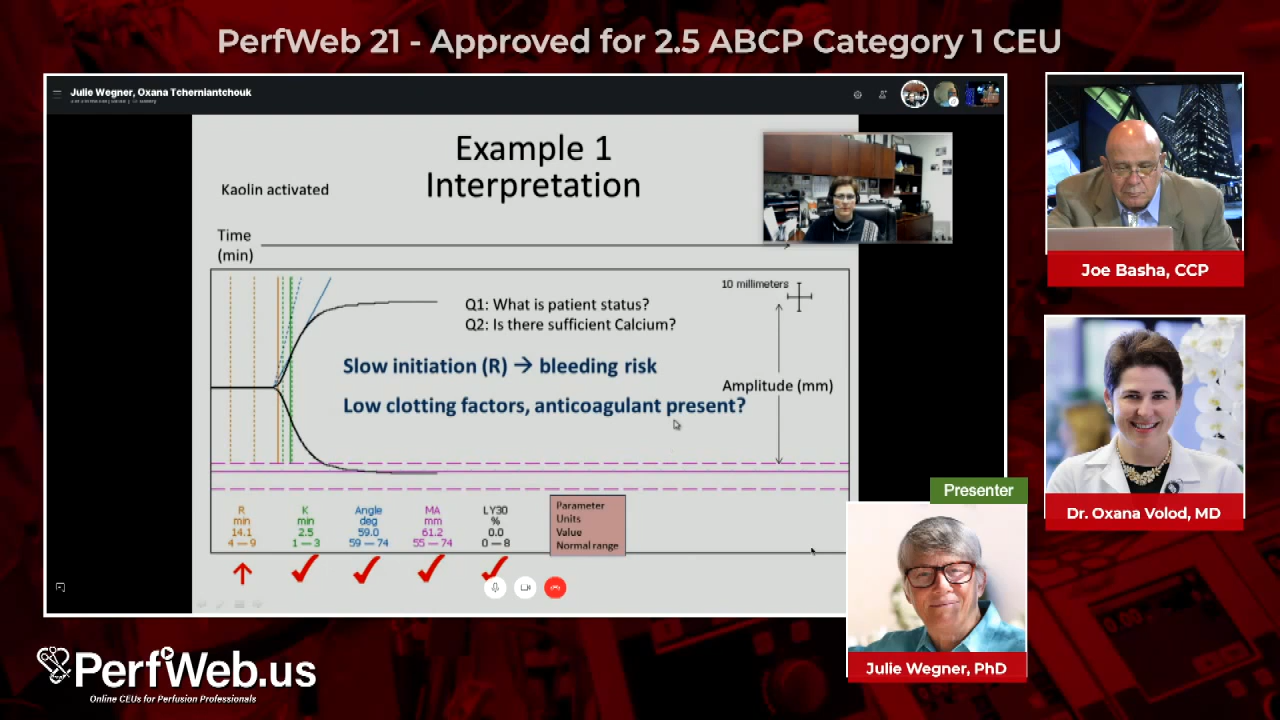 PerfWeb 21 - Approved for 2.5 ABCP Category 1 CEU
Julie Wegner, Oxana Tcherniantchouk
Example 1
Interpretation
Kaolin activated
Time
(min)
10 millimeters
Q1: What is patient status?
Q2: Is there sufficient Calcium?
Slow initiation (R) → bleeding risk
Amplitude (mm)
Low clotting factors, anticoagulant present?
R K Angle MA LY30
min min deg mm %
14.1 2.5 59.0 61.2 0.0
4 — 9 1 — 3 59 — 74 55 — 74 0 — 8
Parameter
Units
Value
Normal range
Joe Basha, CCP
Dr. Oxana Volod, MD
Presenter
Julie Wegner, PhD
PerfWeb.us
Online CEUs for Perfusion Professionals